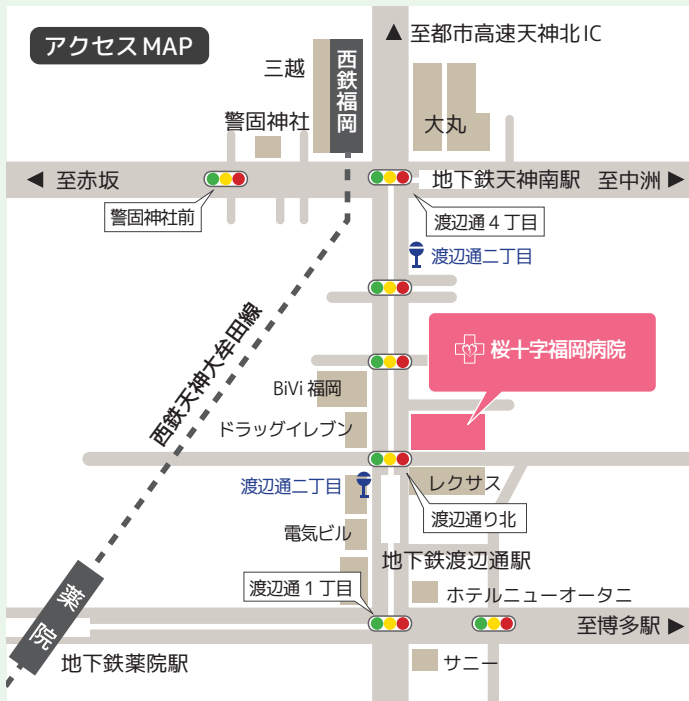 アクセスMAP
至都市高速天神北IC
三越
西鉄福岡
大丸
警固神社
至赤坂
地下鉄天神南駅
至中洲
警固神社前
渡辺通4丁目
渡辺通二丁目
西鉄天神大牟田線
桜十字福岡病院
BiVi福岡
ドラッグイレブン
渡辺通二丁目
レクサス
渡辺通り北
電気ビル
地下鉄渡辺通駅
渡辺通1丁目
ホテルニューオータニ
薬院
至博多駅
地下鉄薬院駅
サニー